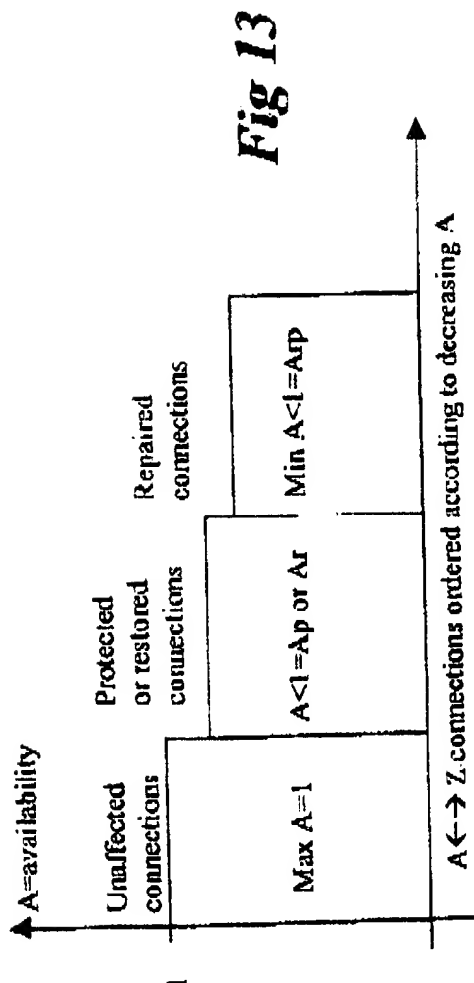 A=availability
Unaffected
connections
Protected
or restored
connections
Repaired
connections
Max A=1
A<1=Ap or Ar
Min A<1=Arp
A ←→ Z connections ordered according to decreasing A
1
Fig 13